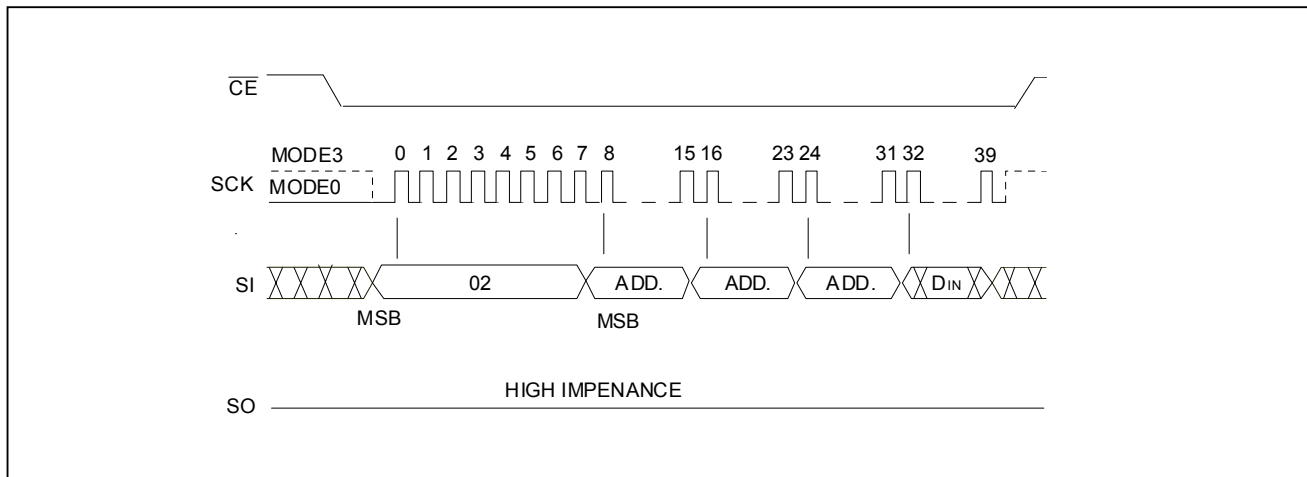 CE
MODE3 0 1 2 3 4 5 6 7 8 15 16 23 24 31 32 39
SCK MODE0
SI 02 ADD. ADD. ADD. DIN
MSB MSB
HIGH IMPENANCE
SO